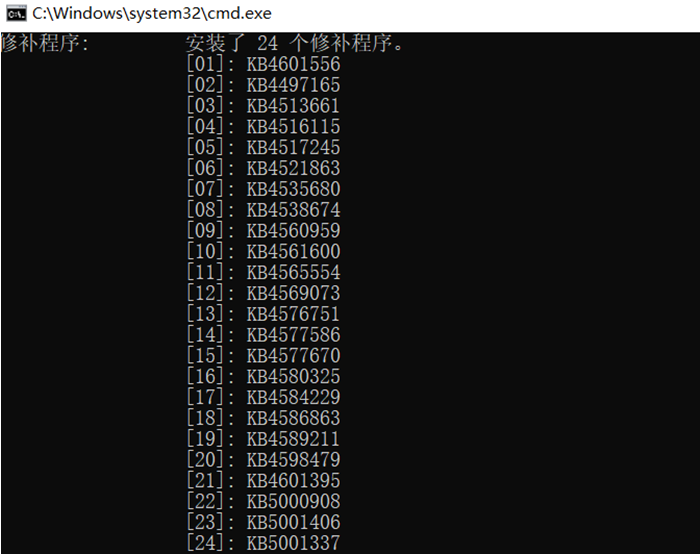 C:\Windows\system32\cmd.exe
修补程序: 安装了 24 个修补程序。
[01]: KB4601556
[02]: KB4497165
[03]: KB4513661
[04]: KB4516115
[05]: KB4517245
[06]: KB4521863
[07]: KB4535680
[08]: KB4538674
[09]: KB4560959
[10]: KB4561600
[11]: KB4565554
[12]: KB4569073
[13]: KB4576751
[14]: KB4577586
[15]: KB4577670
[16]: KB4580325
[17]: KB4584229
[18]: KB4586863
[19]: KB4589211
[20]: KB4598479
[21]: KB4601395
[22]: KB5000908
[23]: KB5001406
[24]: KB5001337